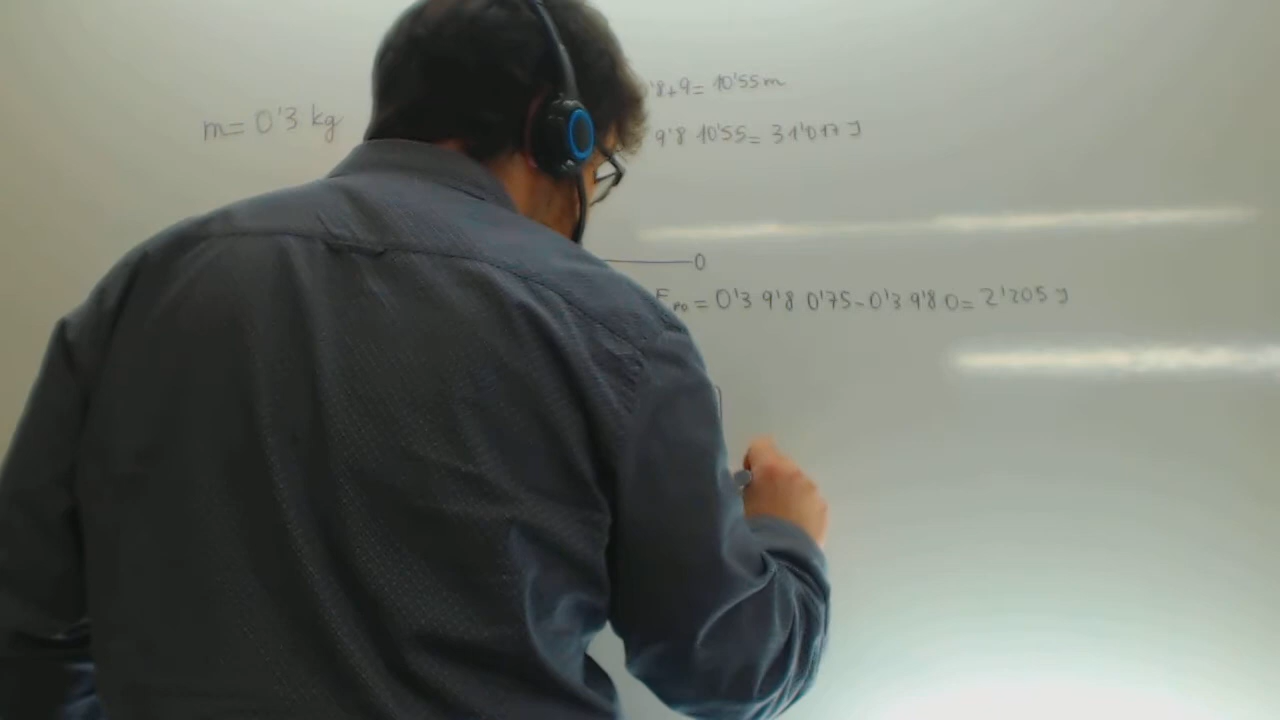 m= 0'3 kg
'8+9= 10'55m
9'8 10'55= 31'017 J
0
Epo = 0'3 9'8 0'75-0'3 9'8 0= 2'205 J